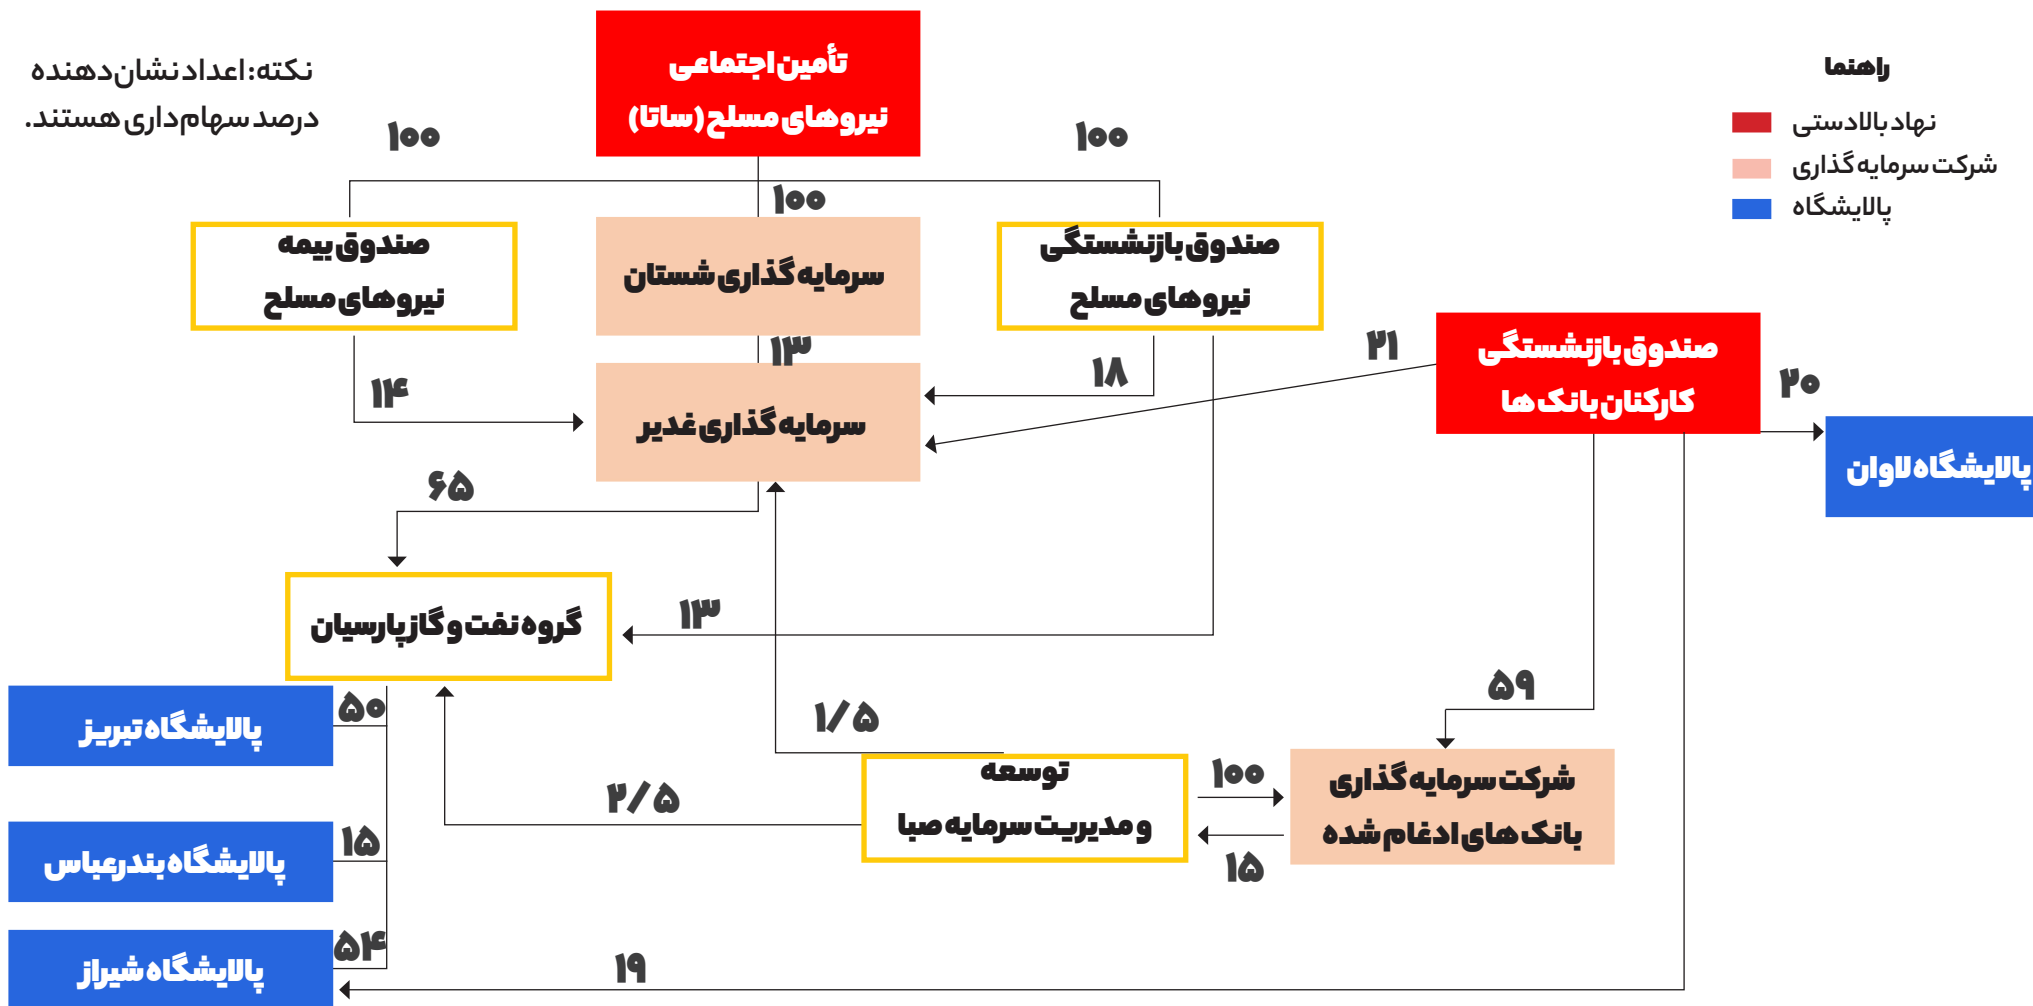 نکته: اعداد نشان‌دهنده
درصد سهام‌داری هستند.
تأمین اجتماعی
نیروهای مسلح (ساتا)
راهنما
نهاد بالادستی
شرکت سرمایه گذاری
پالایشگاه
۱۰۰
۱۰۰
۱۰۰
صندوق بازنشستگی
نیروهای مسلح
سرمایه گذاری شستان
صندوق بیمه
نیروهای مسلح
صندوق بازنشستگی
کارکنان بانک ها
۲۰
پالایشگاه لاوان
۲۱
۱۸
۱۳
۱۴
سرمایه گذاری غدیر
۶۵
گروه نفت و گاز پارسیان
۱۳
۵۹
۱/۵
۲/۵
توسعه
و مدیریت سرمایه صبا
۱۰۰
۱۵
شرکت سرمایه گذاری
بانک های ادغام شده
۵۰
پالایشگاه تبریز
۱۵
پالایشگاه بندرعباس
۵۴
پالایشگاه شیراز
۱۹